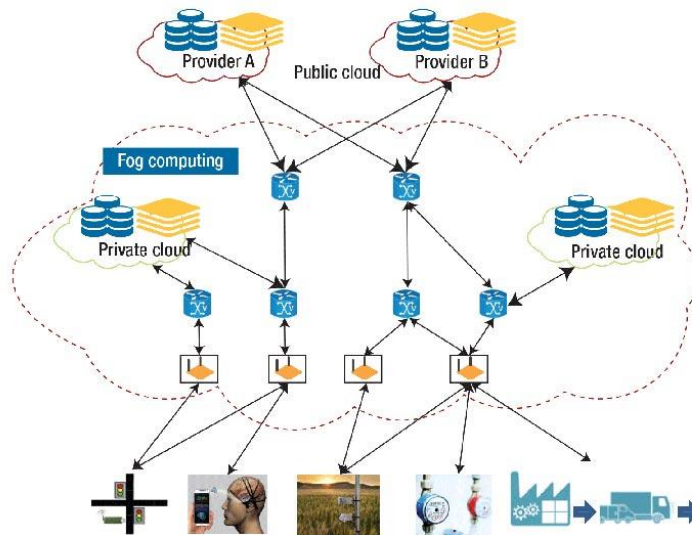 Provider A
Public cloud
Provider B
Fog computing
Private cloud
Private cloud